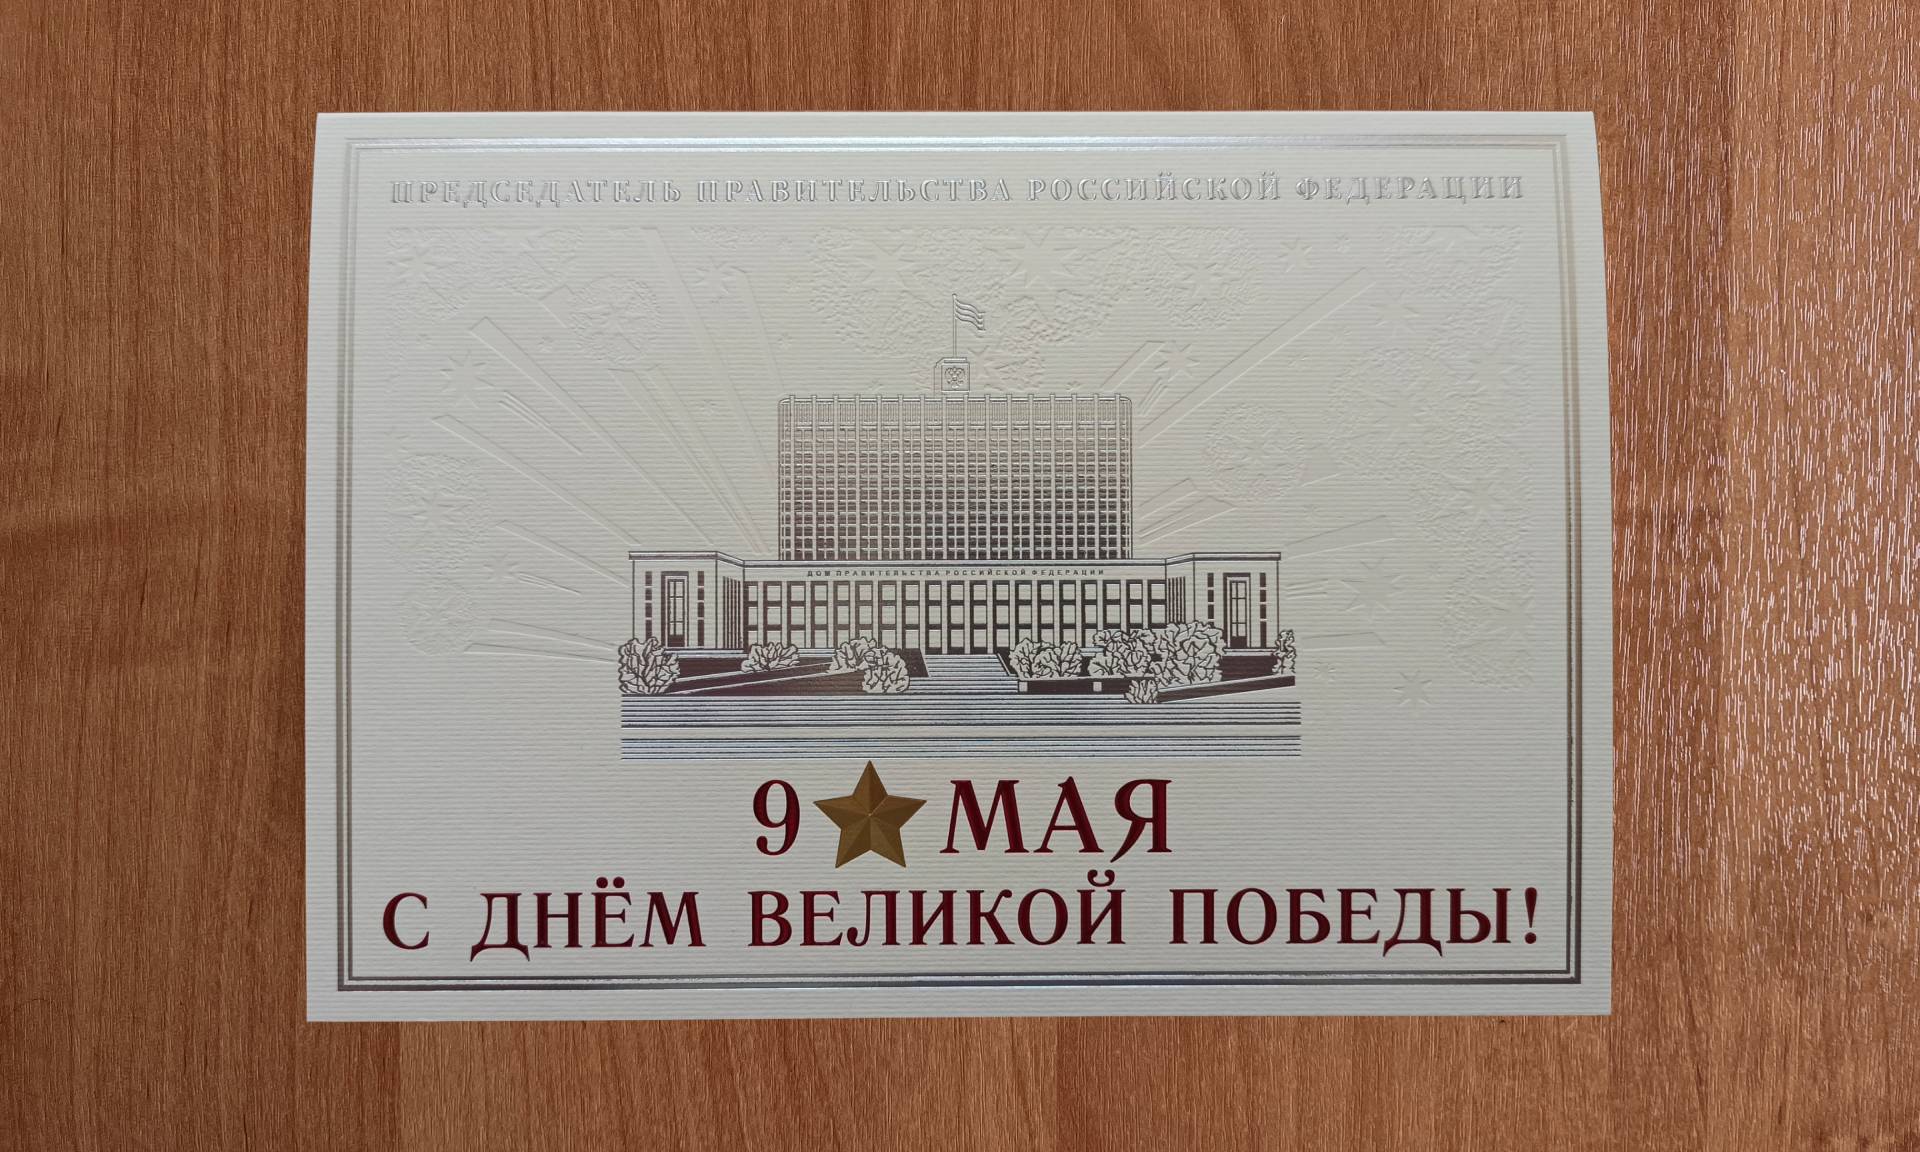 ПРЕДСЕДАТЕЛЬ ПРАВИТЕЛЬСТВА РОССИЙСКОЙ ФЕДЕРАЦИИ
ДОМ ПРАВИТЕЛЬСТВА РОССИЙСКОЙ ФЕДЕРАЦИИ
9 МАЯ
С ДНЁМ ВЕЛИКОЙ ПОБЕДЫ!